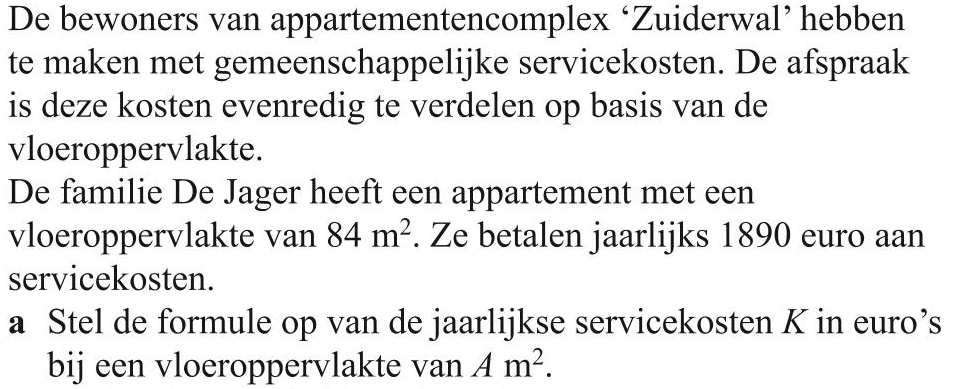 De bewoners van appartementencomplex ‘Zuiderwal’ hebben
te maken met gemeenschappelijke servicekosten. De afspraak
is deze kosten evenredig te verdelen op basis van de
vloeroppervlakte.
De familie De Jager heeft een appartement met een
vloeroppervlakte van 84 m². Ze betalen jaarlijks 1890 euro aan
servicekosten.
a Stel de formule op van de jaarlijkse servicekosten K in euro’s
bij een vloeroppervlakte van A m².